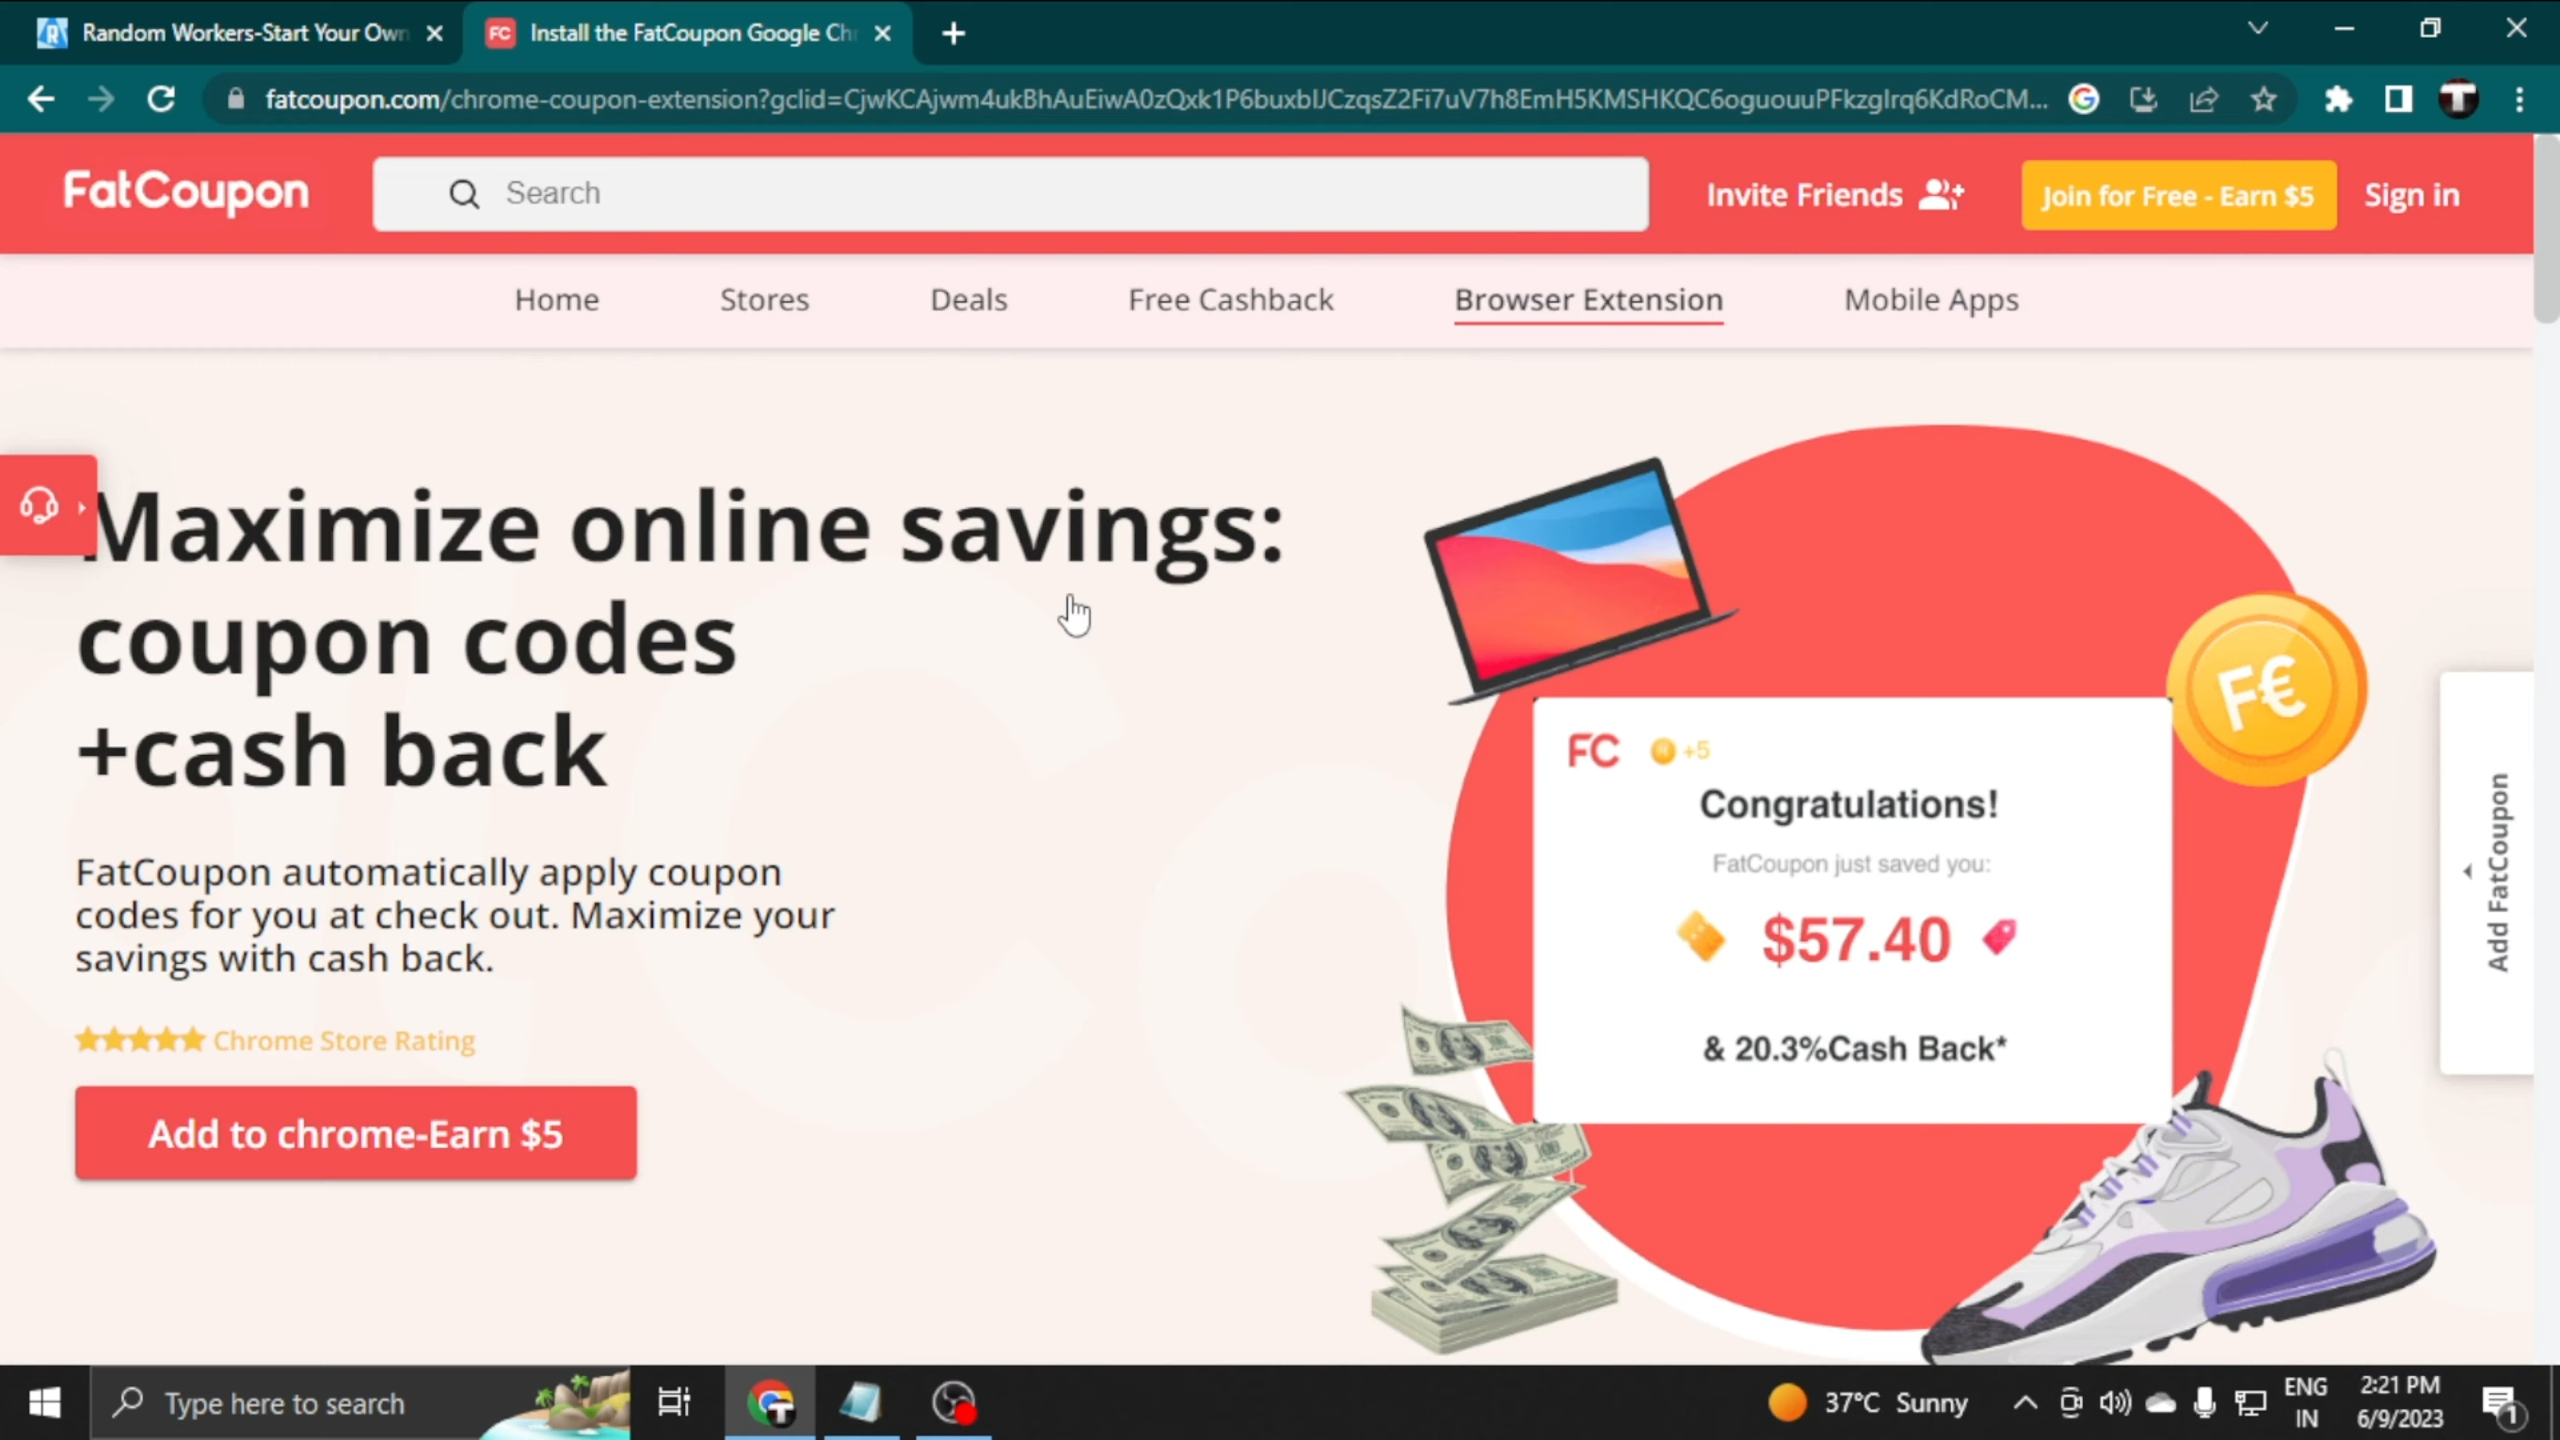 Random Workers-Start Your Own
Install the FatCoupon Google Ch
fatcoupon.com/chrome-coupon-extension?gclid=CjwKCAjwm4ukBhAuEiwA0zQxk1P6buxblJCzqsZ2Fi7uV7h8EmH5KMSHKQC6oguouuPFkzgIrq6KdRoCM...
FatCoupon
Search
Invite Friends
Join for Free - Earn $5
Sign in
Home
Stores
Deals
Free Cashback
Browser Extension
Mobile Apps
Maximize online savings:
coupon codes
+cash back
FatCoupon automatically apply coupon
codes for you at check out. Maximize your
savings with cash back.
Chrome Store Rating
Add to chrome-Earn $5
F€
FC
+5
Congratulations!
FatCoupon just saved you:
$57.40
& 20.3%Cash Back*
Add FatCoupon
Type here to search
37°C Sunny
ENG
IN
2:21 PM
6/9/2023
1